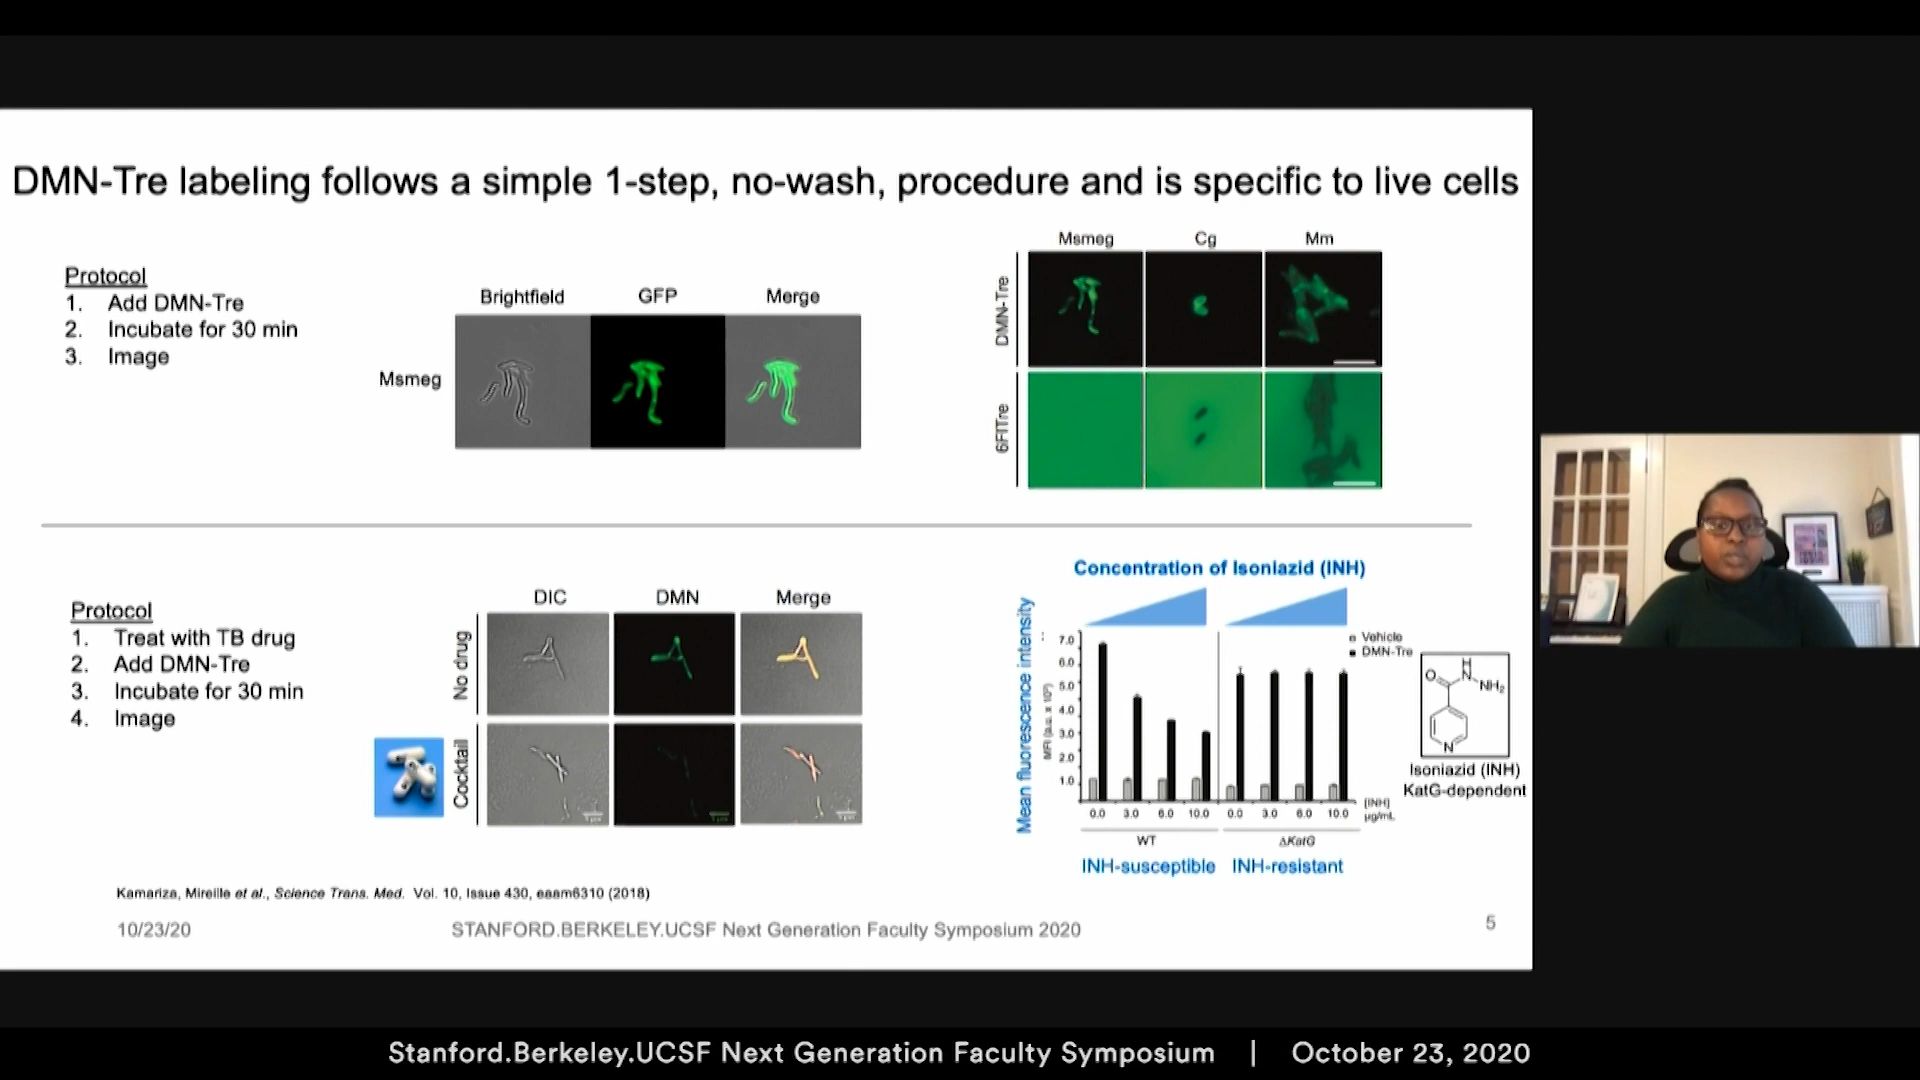 DMN-Tre labeling follows a simple 1-step, no-wash, procedure and is specific to live cells
Protocol
1. Add DMN-Tre
2. Incubate for 30 min
3. Image
Brightfield GFP Merge
Msmeg
Msmeg Cg Mm
DMN-Tre
6FlTre
Protocol
1. Treat with TB drug
2. Add DMN-Tre
3. Incubate for 30 min
4. Image
DIC DMN Merge
No drug
Cocktail
Concentration of Isoniazid (INH)
Mean fluorescence intensity
7.0
6.0
5.0
4.0
3.0
2.0
1.0
Vehicle
DMN-Tre
0.0 3.0 6.0 10.0 0.0 3.0 6.0 10.0
[INH]
µg/mL
WT ΔKatG
INH-susceptible INH-resistant
O H N NH2
N
Isoniazid (INH)
KatG-dependent
Kamariza, Mireille et al., Science Trans. Med. Vol. 10, Issue 430, eaam6310 (2018)
10/23/20 STANFORD.BERKELEY.UCSF Next Generation Faculty Symposium 2020 5
Stanford.Berkeley.UCSF Next Generation Faculty Symposium | October 23, 2020